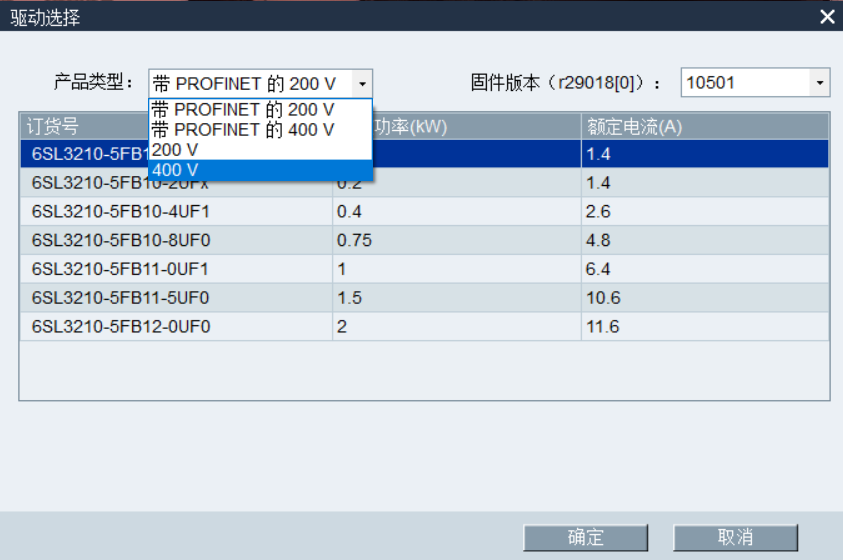 驱动选择
产品类型： 带 PROFINET 的 200 V 固件版本（r29018[0]）： 10501
带 PROFINET 的 200 V
带 PROFINET 的 400 V
200 V
400 V
订货号 功率(kW) 额定电流(A)
6SL3210-5FB1 1.4
6SL3210-5FB10-2UFx 0.2 1.4
6SL3210-5FB10-4UF1 0.4 2.6
6SL3210-5FB10-8UF0 0.75 4.8
6SL3210-5FB11-0UF1 1 6.4
6SL3210-5FB11-5UF0 1.5 10.6
6SL3210-5FB12-0UF0 2 11.6
确定 取消